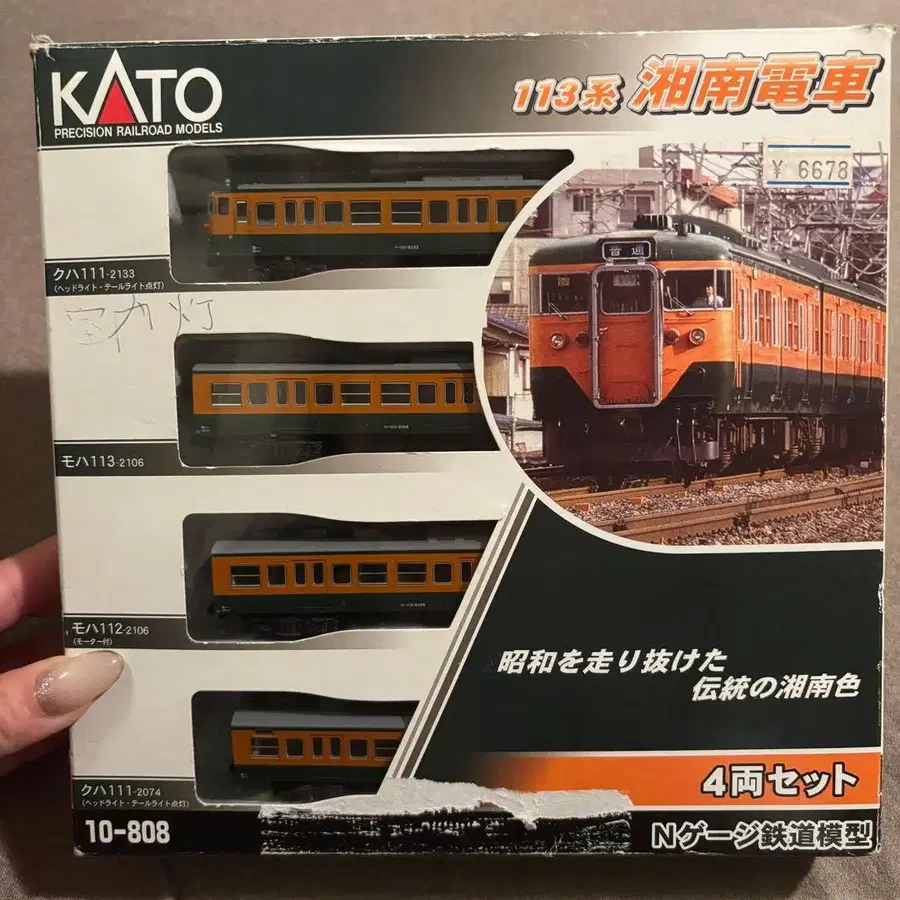 KATO
PRECISION RAILROAD MODELS
113系 湘南電車
¥ 6678
普通
クハ111-2133
(ヘッドライト・テールライト点灯)
モハ113-2106
モハ112-2106
(モーター付)
クハ111-2074
(ヘッドライト・テールライト点灯)
昭和を走り抜けた
伝統の湘南色
4両セット
10-808
Nゲージ鉄道模型